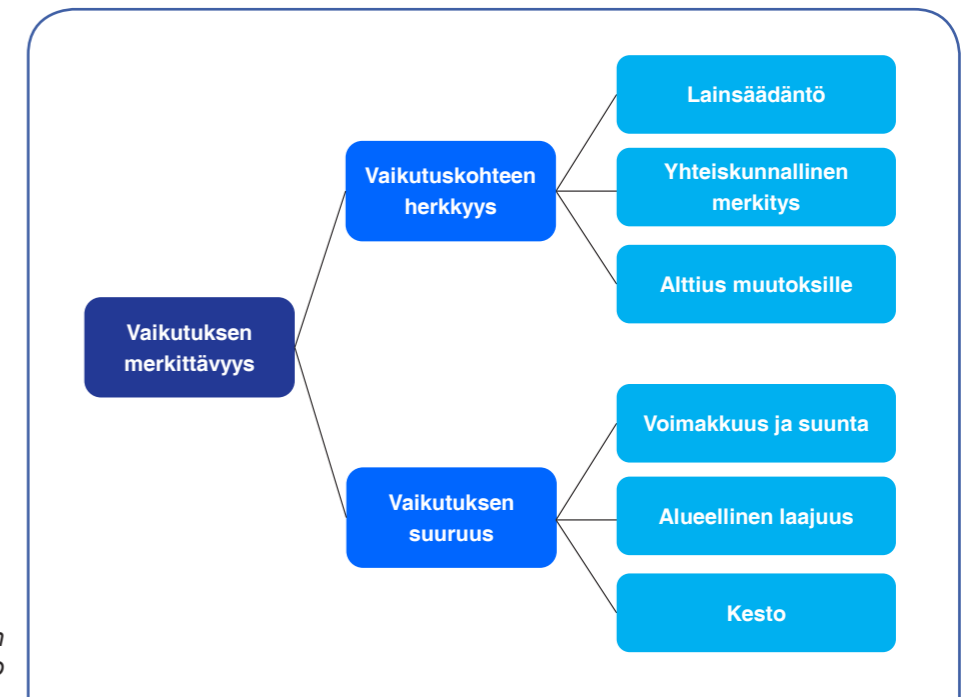 Vaikutuksen
merkittävyys
Vaikutuskohteen
herkkyys
Lainsäädäntö
Yhteiskunnallinen
merkitys
Alttius muutoksille
Vaikutuksen
suuruus
Voimakkuus ja suunta
Alueellinen laajuus
Kesto